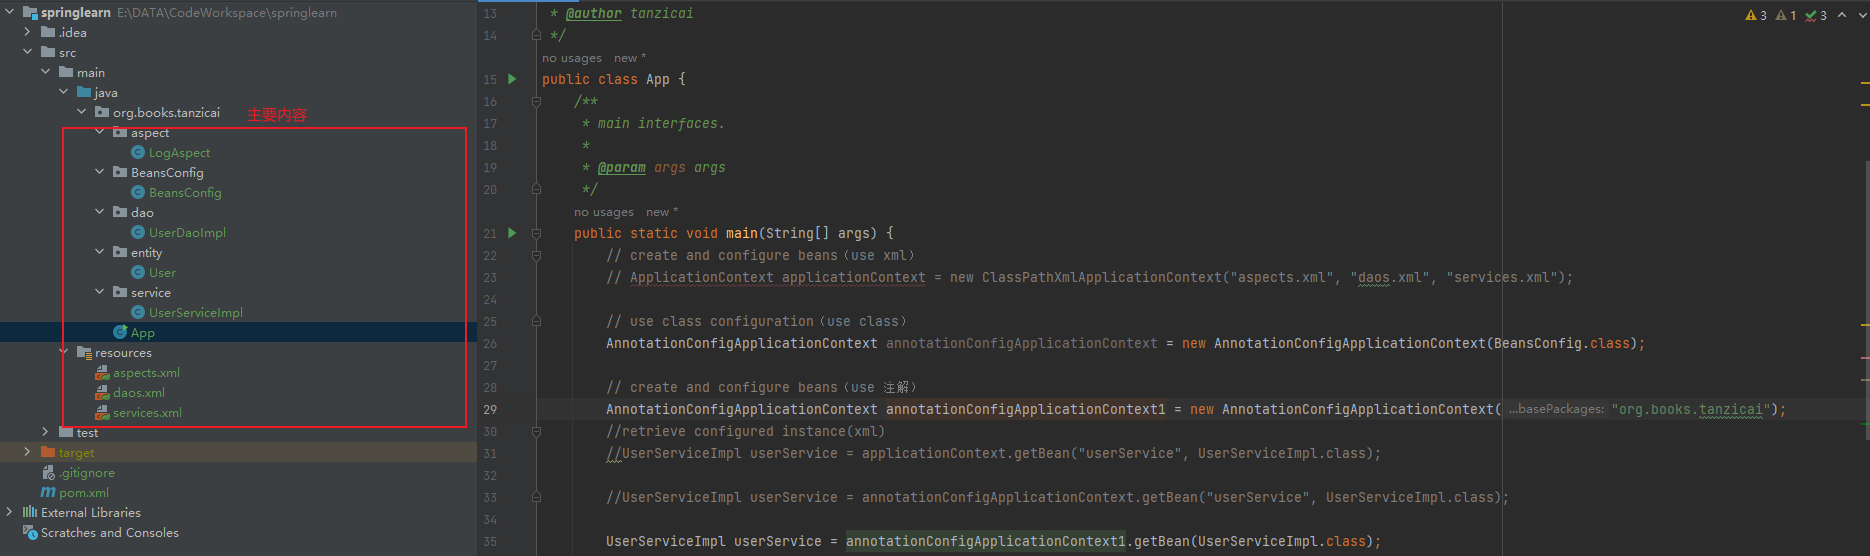 springlearn E:\DATA\CodeWorkspace\springlearn
.idea
src
main
java
org.books.tanzicai 主要内容
aspect
LogAspect
BeansConfig
BeansConfig
dao
UserDaoImpl
entity
User
service
UserServiceImpl
App
resources
aspects.xml
daos.xml
services.xml
test
target
.gitignore
pom.xml
External Libraries
Scratches and Consoles
3 1 3
13 * @author tanzicai
14 */
no usages new *
15 public class App {
16 /**
17 * main interfaces.
18 *
19 * @param args args
20 */
no usages new *
21 public static void main(String[] args) {
22 // create and configure beans（use xml）
23 // ApplicationContext applicationContext = new ClassPathXmlApplicationContext("aspects.xml", "daos.xml", "services.xml");
24
25 // use class configuration（use class）
26 AnnotationConfigApplicationContext annotationConfigApplicationContext = new AnnotationConfigApplicationContext(BeansConfig.class);
27
28 // create and configure beans（use 注解）
29 AnnotationConfigApplicationContext annotationConfigApplicationContext1 = new AnnotationConfigApplicationContext( ...basePackages: "org.books.tanzicai");
30 //retrieve configured instance(xml)
31 //UserServiceImpl userService = applicationContext.getBean("userService", UserServiceImpl.class);
32
33 //UserServiceImpl userService = annotationConfigApplicationContext.getBean("userService", UserServiceImpl.class);
34
35 UserServiceImpl userService = annotationConfigApplicationContext1.getBean(UserServiceImpl.class);